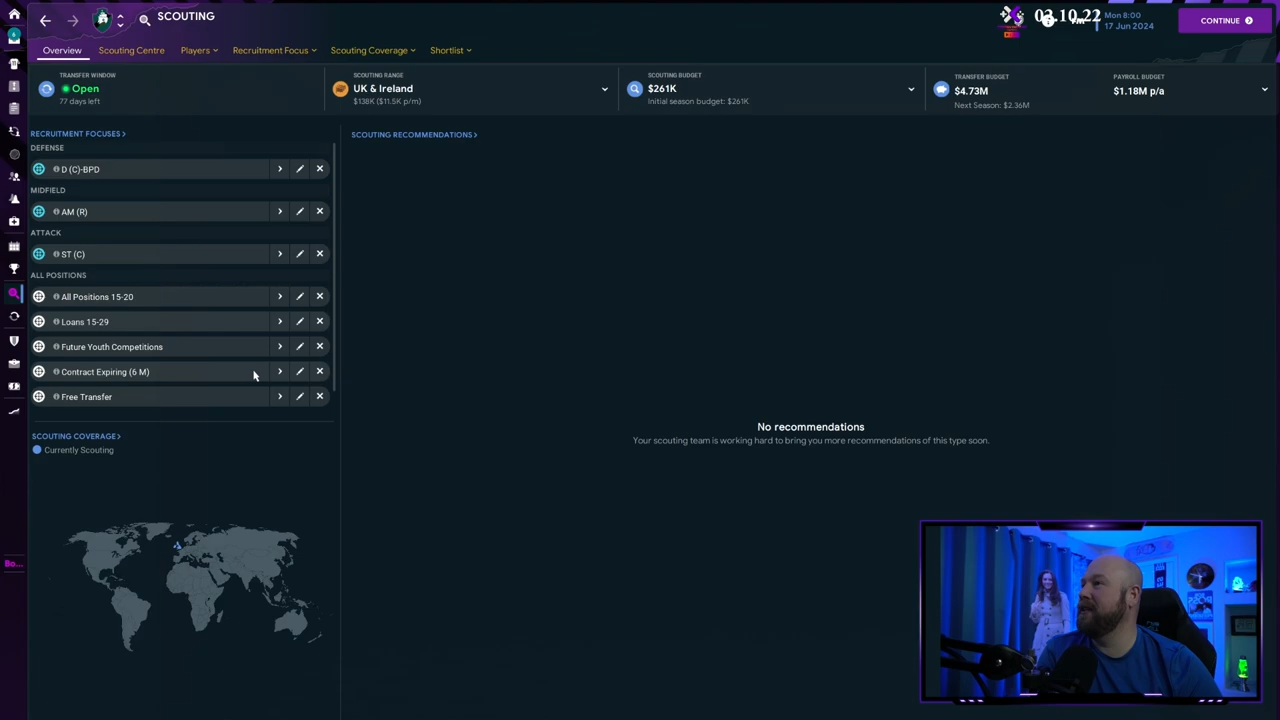 SCOUTING
03.10.22
Mon 8:00
17 Jun 2024
CONTINUE
Overview
Scouting Centre
Players
Recruitment Focus
Scouting Coverage
Shortlist
TRANSFER WINDOW
Open
77 days left
SCOUTING RANGE
UK & Ireland
$138K ($11.5K p/m)
SCOUTING BUDGET
$261K
Initial season budget: $261K
TRANSFER BUDGET
$4.73M
Next Season: $2.36M
PAYROLL BUDGET
$1.18M p/a
RECRUITMENT FOCUSES >
DEFENSE
D (C)-BPD
MIDFIELD
AM (R)
ATTACK
ST (C)
ALL POSITIONS
All Positions 15-20
Loans 15-29
Future Youth Competitions
Contract Expiring (6 M)
Free Transfer
SCOUTING COVERAGE >
Currently Scouting
SCOUTING RECOMMENDATIONS >
No recommendations
Your scouting team is working hard to bring you more recommendations of this type soon.
Bo...